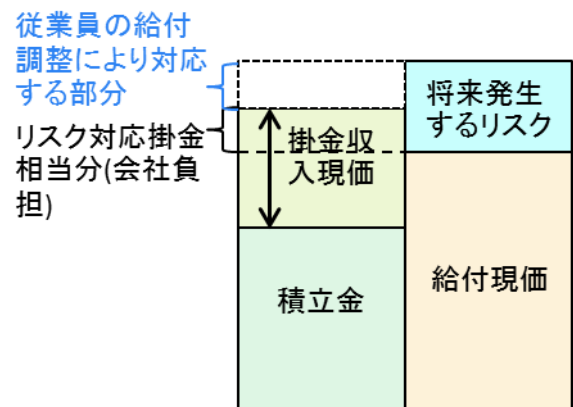 従業員の給付
調整により対応
する部分
リスク対応掛金
相当分(会社負
担)
掛金収
入現価
積立金
将来発生
するリスク
給付現価